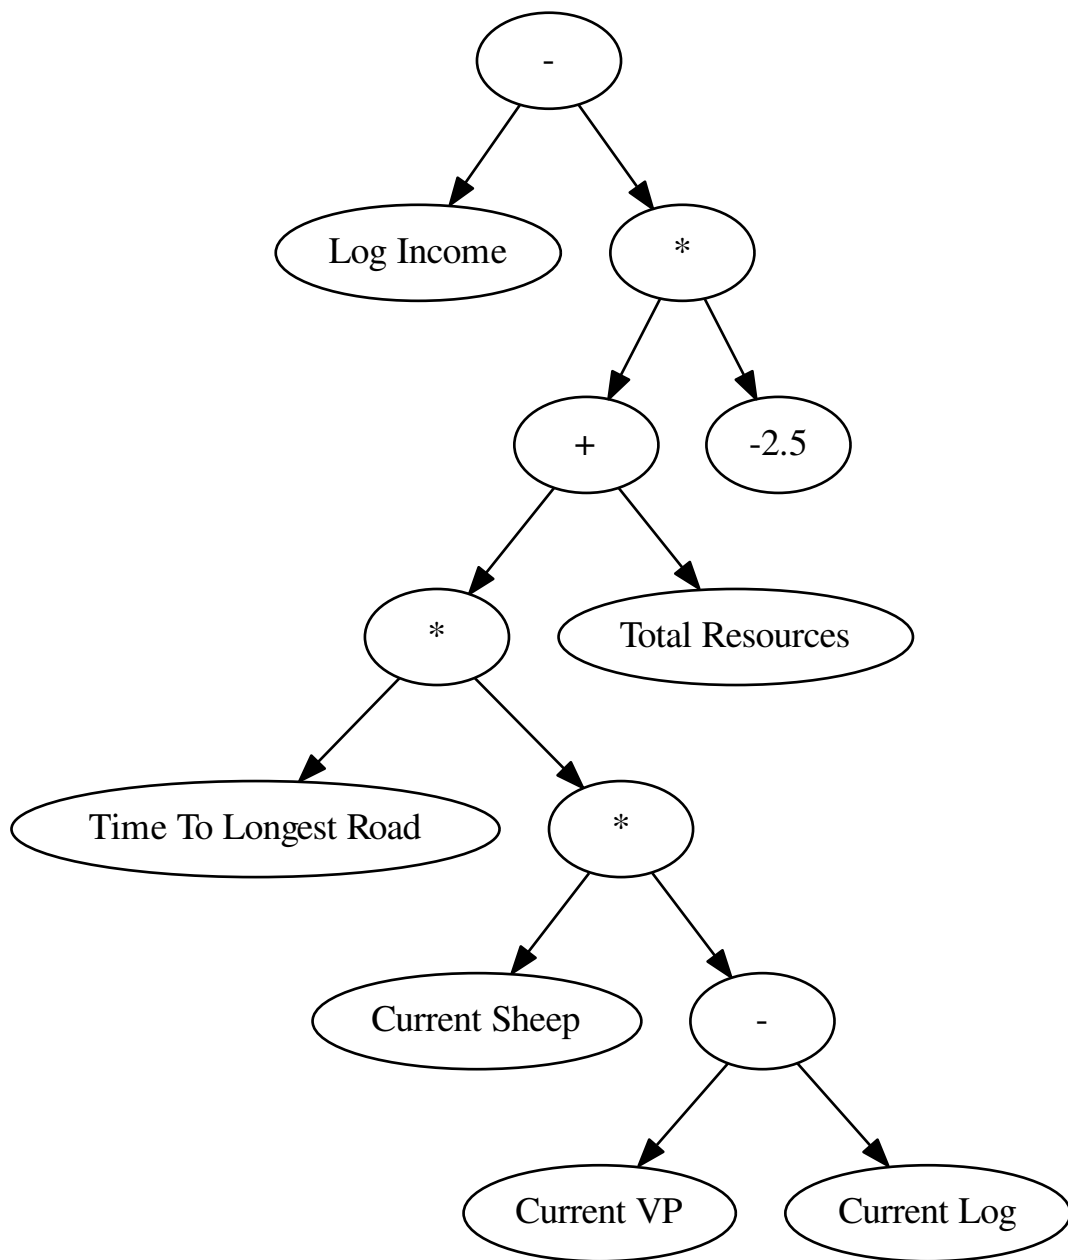 -
Log Income
*
+
-2.5
*
Total Resources
Time To Longest Road
*
Current Sheep
-
Current VP
Current Log